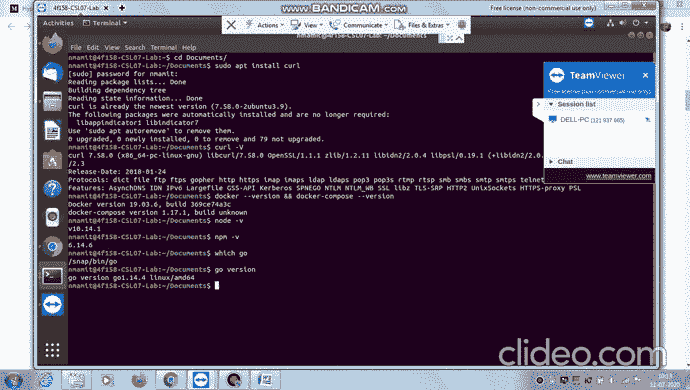 www.BANDICAM.com
4f158-CSL07-Lab
Free license (non-commercial use only)
Activities Terminal
Actions View Communicate Files & Extras
File Edit View Search Terminal Help
nmamit@4f158-CSL07-Lab:~$ cd Documents/
nmamit@4f158-CSL07-Lab:~/Documents$ sudo apt install curl
[sudo] password for nmamit:
Reading package lists... Done
Building dependency tree
Reading state information... Done
curl is already the newest version (7.58.0-2ubuntu3.9).
The following packages were automatically installed and are no longer required:
libappindicator1 libindicator7
Use 'sudo apt autoremove' to remove them.
0 upgraded, 0 newly installed, 0 to remove and 79 not upgraded.
nmamit@4f158-CSL07-Lab:~/Documents$ curl -V
curl 7.58.0 (x86_64-pc-linux-gnu) libcurl/7.58.0 OpenSSL/1.1.1 zlib/1.2.11 libidn2/2.0.4 libpsl/0.19.1 (+libidn2/2.0.
Release-Date: 2018-01-24
Protocols: dict file ftp ftps gopher http https imap imaps ldap ldaps pop3 pop3s rtmp rtsp smb smbs smtp smtps telnet
Features: AsynchDNS IDN IPv6 Largefile GSS-API Kerberos SPNEGO NTLM NTLM_WB SSL libz TLS-SRP HTTP2 UnixSockets HTTPS-proxy PSL
nmamit@4f158-CSL07-Lab:~/Documents$ docker --version && docker-compose --version
Docker version 19.03.6, build 369ce74a3c
docker-compose version 1.17.1, build unknown
nmamit@4f158-CSL07-Lab:~/Documents$ node -v
v10.14.1
nmamit@4f158-CSL07-Lab:~/Documents$ npm -v
6.14.6
nmamit@4f158-CSL07-Lab:~/Documents$ which go
/snap/bin/go
nmamit@4f158-CSL07-Lab:~/Documents$ go version
go version go1.14.4 linux/amd64
nmamit@4f158-CSL07-Lab:~/Documents$
TeamViewer
Session list
DELL-PC (121 937 665)
Chat
www.teamviewer.com
clideo.com